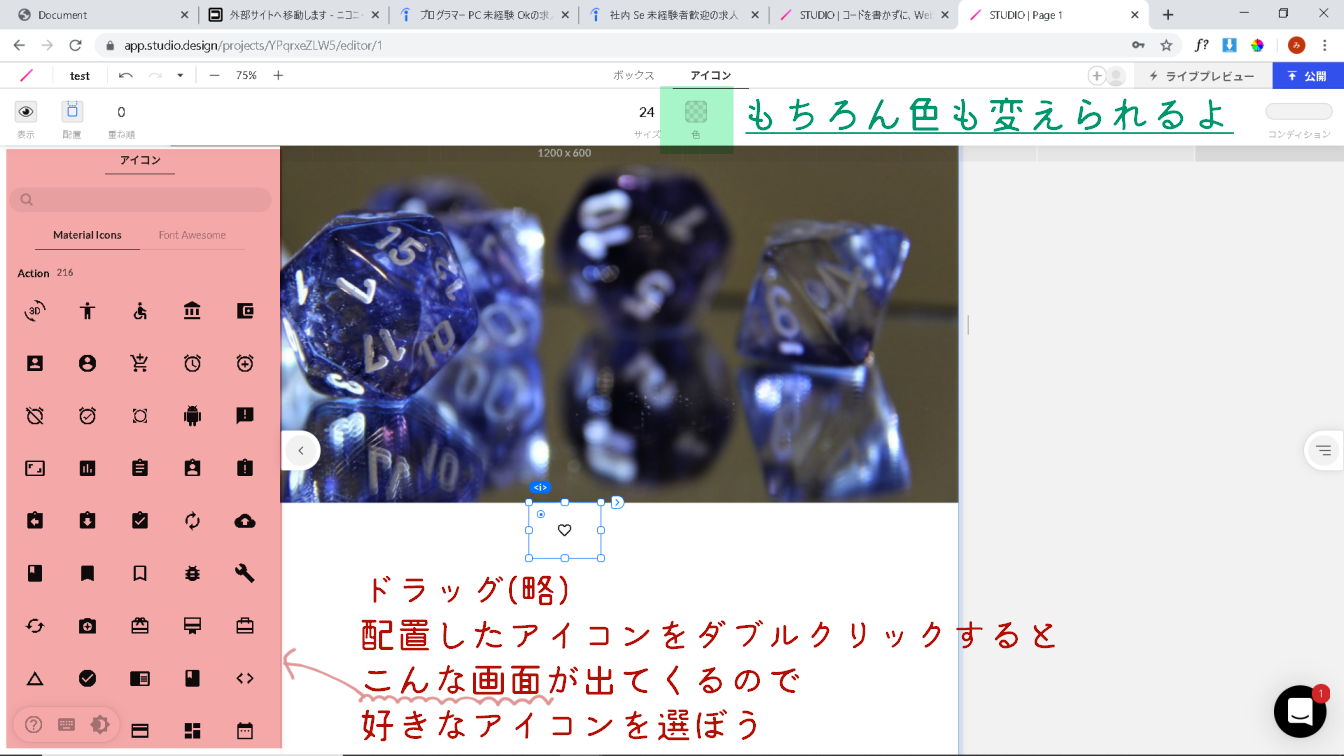 Document
外部サイトへ移動します - ニコニ
プログラマー PC 未経験 Okの求
社内 Se 未経験者歓迎の求人
STUDIO | コードを書かずに、We
STUDIO | Page 1
app.studio.design/projects/YPqrxeZLW5/editor/1
f?
み
test
75%
ボックス
アイコン
ライブプレビュー
公開
表示
配置
0
重ね順
24
サイズ
色
もちろん色も変えられるよ
コンディション
アイコン
1200 x 600
Material Icons
Font Awesome
Action 216
3D
<i>
ドラッグ(略)
配置したアイコンをダブルクリックすると
こんな画面が出てくるので
好きなアイコンを選ぼう
1